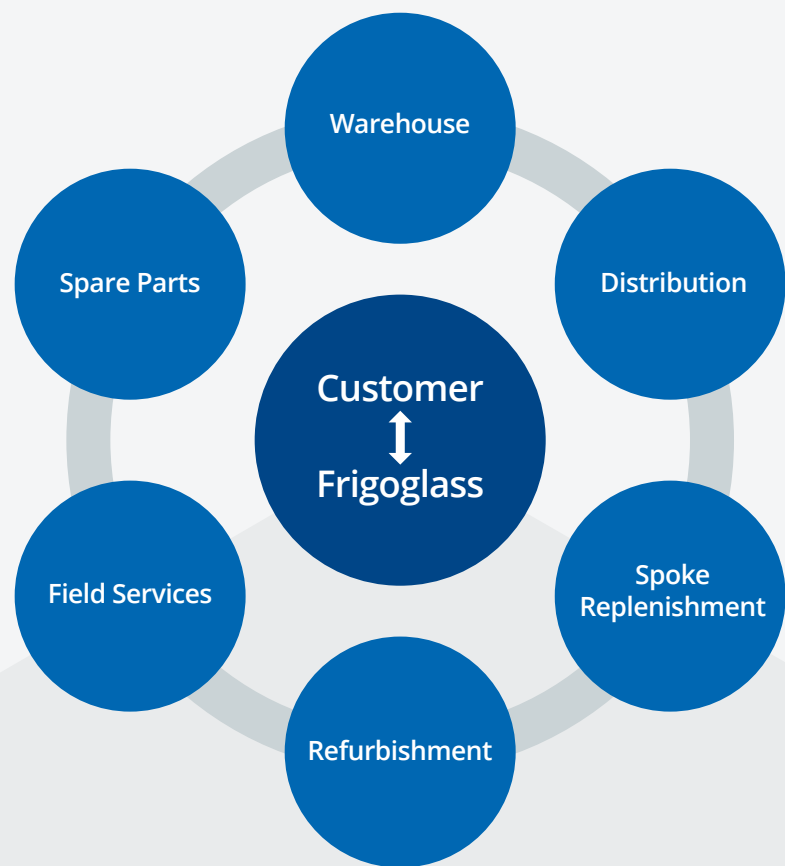 Warehouse
Spare Parts
Distribution
Customer
Frigoglass
Field Services
Spoke
Replenishment
Refurbishment